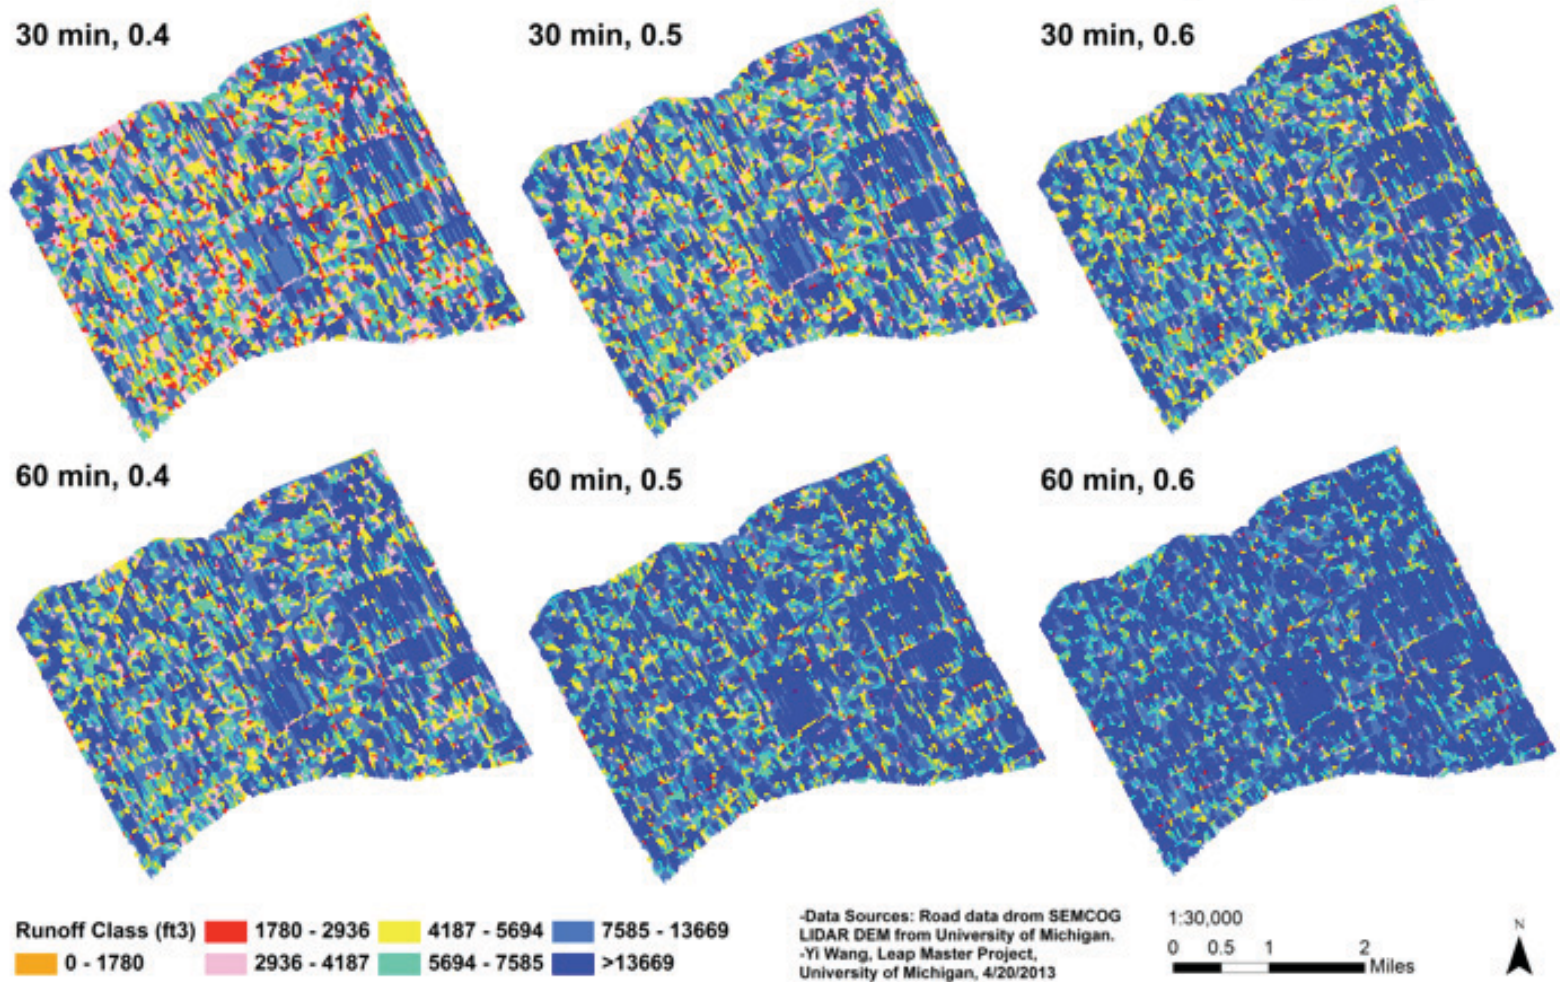 30 min, 0.4
30 min, 0.5
30 min, 0.6
60 min, 0.4
60 min, 0.5
60 min, 0.6
Runoff Class (ft3)
0 - 1780
1780 - 2936
2936 - 4187
4187 - 5694
5694 - 7585
7585 - 13669
>13669
-Data Sources: Road data drom SEMCOG
LIDAR DEM from University of Michigan.
-Yi Wang, Leap Master Project,
University of Michigan, 4/20/2013
1:30,000
0 0.5 1 2
Miles
N